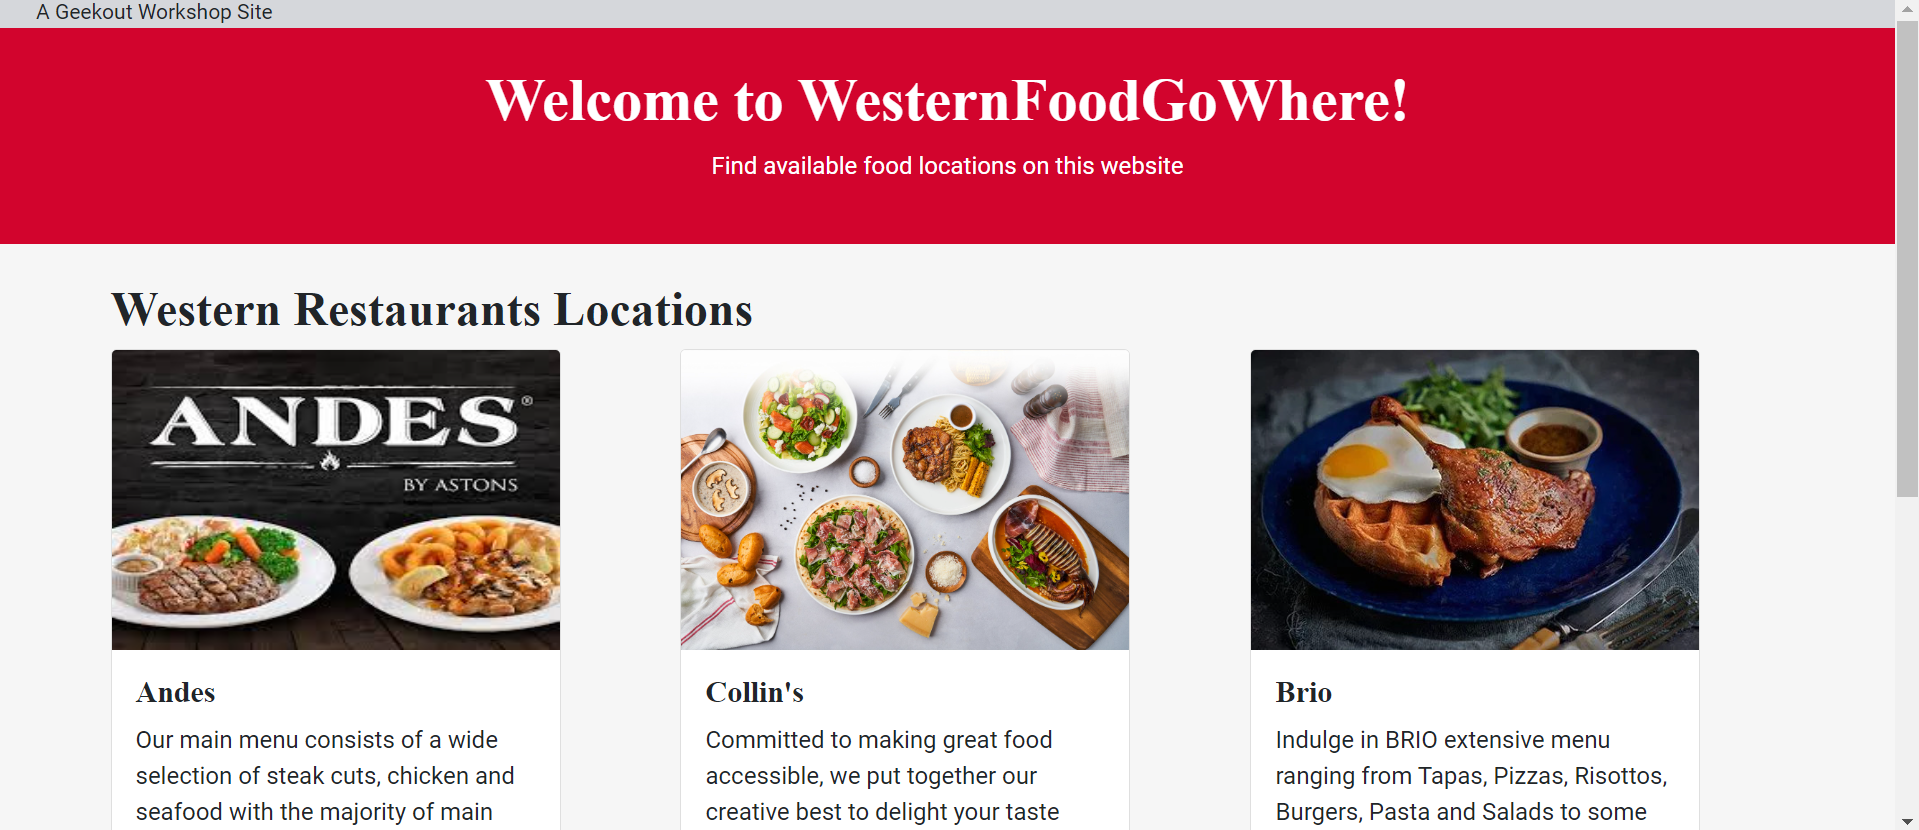 A Geekout Workshop Site
Welcome to WesternFoodGoWhere!
Find available food locations on this website
Western Restaurants Locations
ANDES®
BY ASTONS
Andes
Our main menu consists of a wide
selection of steak cuts, chicken and
seafood with the majority of main
Collin's
Committed to making great food
accessible, we put together our
creative best to delight your taste
Brio
Indulge in BRIO extensive menu
ranging from Tapas, Pizzas, Risottos,
Burgers, Pasta and Salads to some